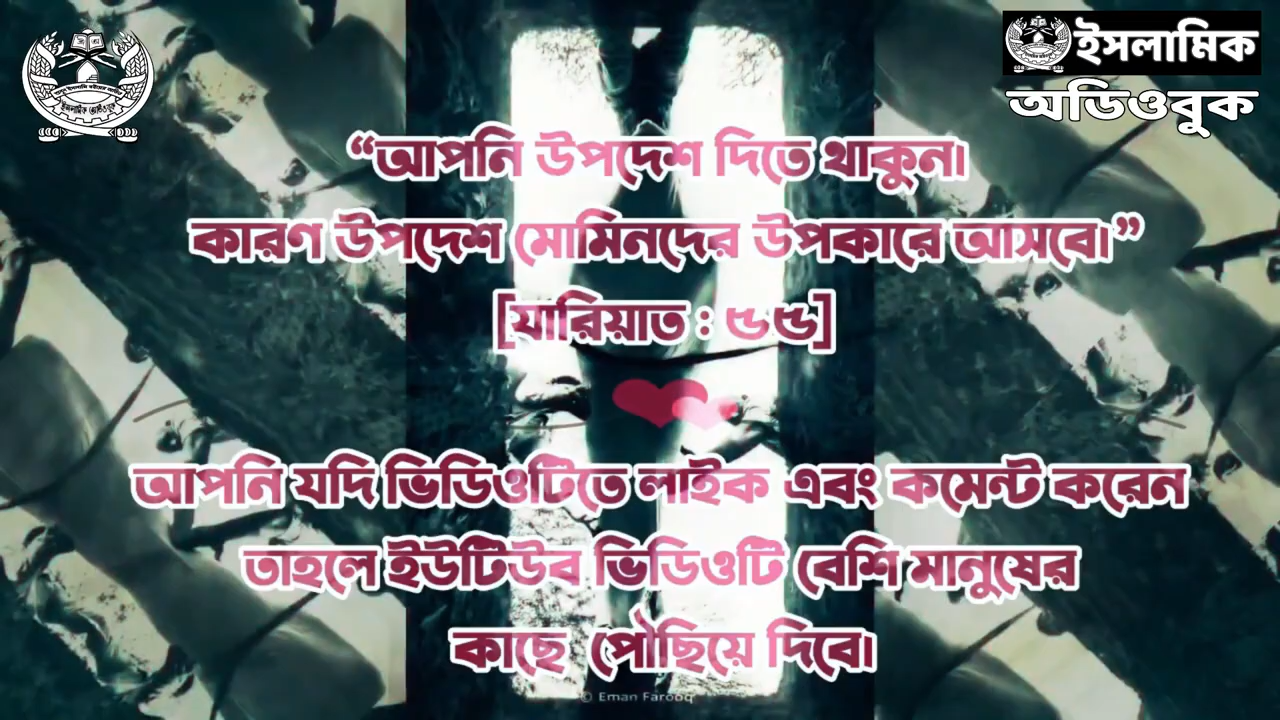 ইসলামিক
অডিওবুক
“আপনি উপদেশ দিতে থাকুন।
কারণ উপদেশ মোমিনদের উপকারে আসবে।”
[যারিয়াত : ৫৫]
আপনি যদি ভিডিওটিতে লাইক এবং কমেন্ট করেন
তাহলে ইউটিউব ভিডিওটি বেশি মানুষের
কাছে পৌছিয়ে দিবে।
© Eman Farooq